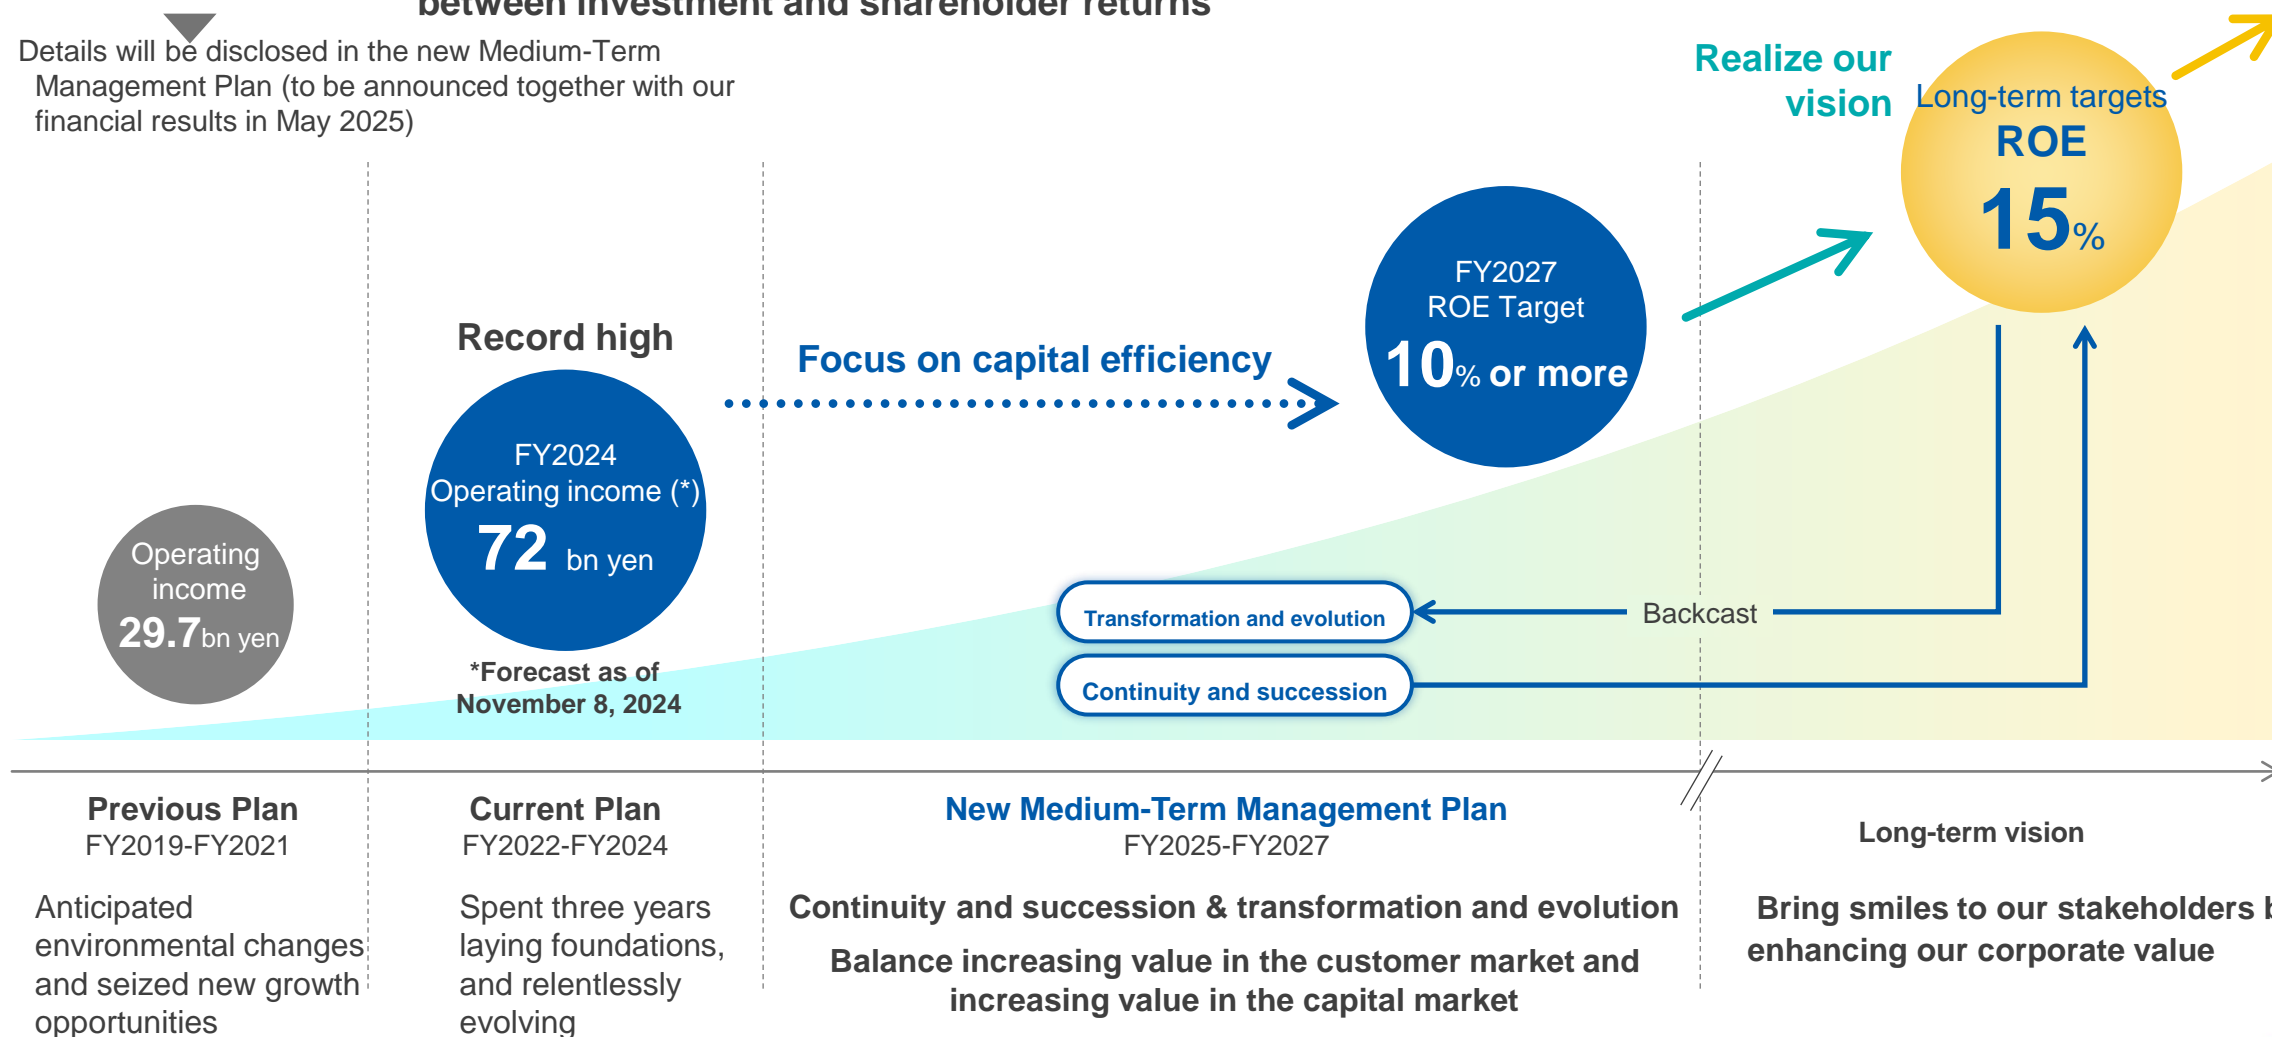 between investment and shareholder returns
Details will be disclosed in the new Medium-Term
Management Plan (to be announced together with our
financial results in May 2025)
Realize our
vision
Long-term targets
ROE
15%
FY2027
ROE Target
10% or more
Record high
Focus on capital efficiency
FY2024
Operating income (*)
72 bn yen
Operating
income
29.7bn yen
*Forecast as of
November 8, 2024
Transformation and evolution
Backcast
Continuity and succession
Previous Plan
FY2019-FY2021
Current Plan
FY2022-FY2024
New Medium-Term Management Plan
FY2025-FY2027
Long-term vision
Anticipated
environmental changes
and seized new growth
opportunities
Spent three years
laying foundations,
and relentlessly
evolving
Continuity and succession & transformation and evolution
Balance increasing value in the customer market and
increasing value in the capital market
Bring smiles to our stakeholders
enhancing our corporate value